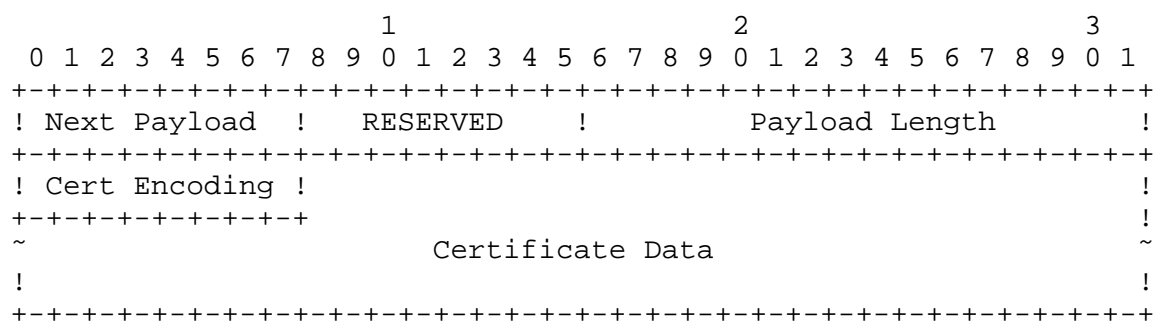 1                   2                   3
 0 1 2 3 4 5 6 7 8 9 0 1 2 3 4 5 6 7 8 9 0 1 2 3 4 5 6 7 8 9 0 1
+-+-+-+-+-+-+-+-+-+-+-+-+-+-+-+-+-+-+-+-+-+-+-+-+-+-+-+-+-+-+-+-+
! Next Payload  !   RESERVED    !         Payload Length        !
+-+-+-+-+-+-+-+-+-+-+-+-+-+-+-+-+-+-+-+-+-+-+-+-+-+-+-+-+-+-+-+-+
! Cert Encoding !                                               !
+-+-+-+-+-+-+-+-+                                               !
~                       Certificate Data                        ~
!                                                               !
+-+-+-+-+-+-+-+-+-+-+-+-+-+-+-+-+-+-+-+-+-+-+-+-+-+-+-+-+-+-+-+-+